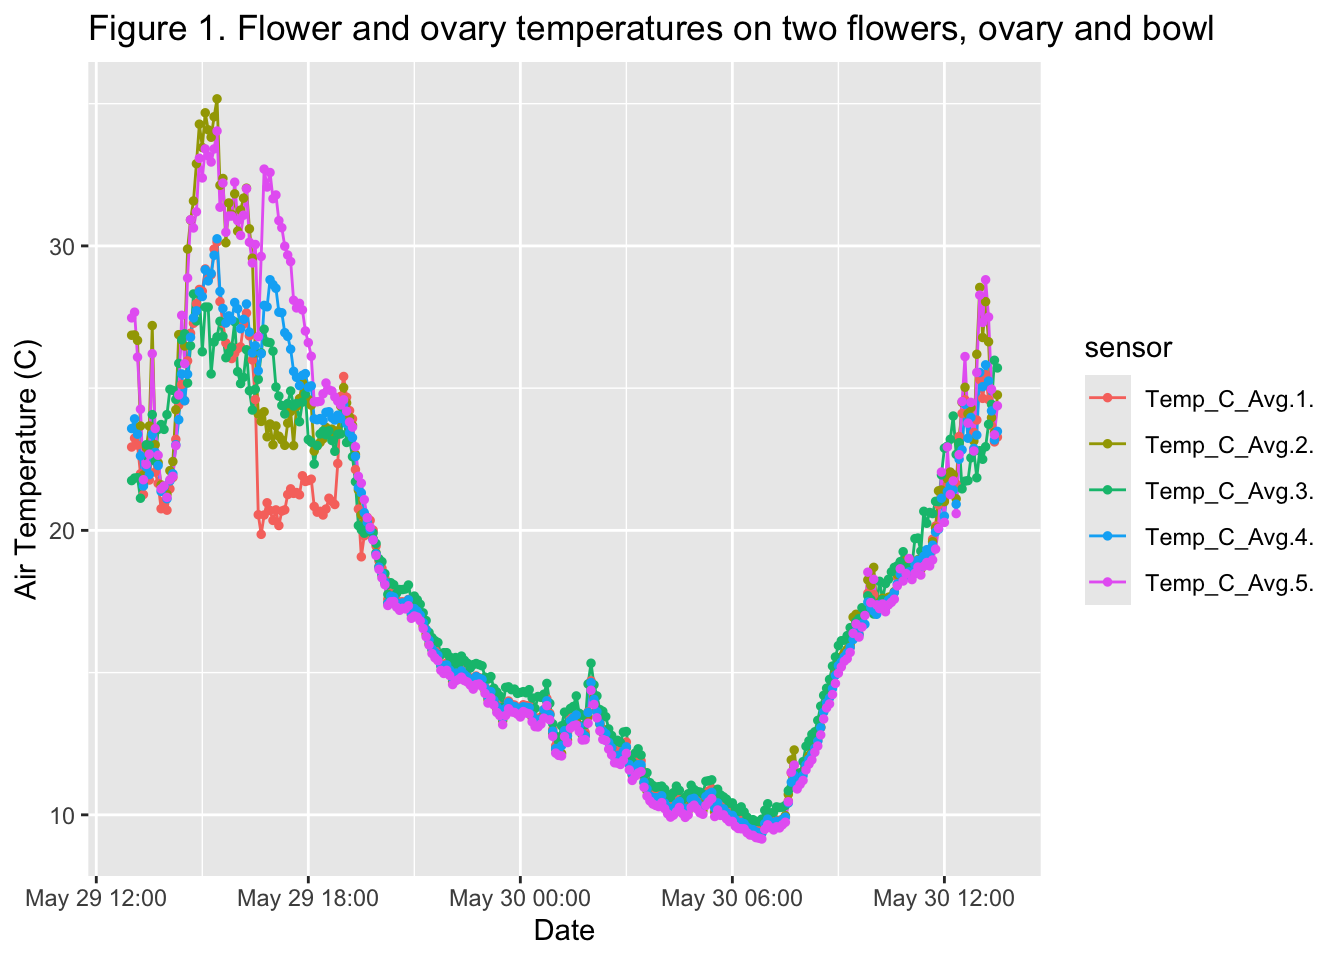 Figure 1. Flower and ovary temperatures on two flowers, ovary and bowl
Air Temperature (C)
30
20
10
May 29 12:00
May 29 18:00
May 30 00:00
May 30 06:00
May 30 12:00
Date
sensor
Temp_C_Avg.1.
Temp_C_Avg.2.
Temp_C_Avg.3.
Temp_C_Avg.4.
Temp_C_Avg.5.